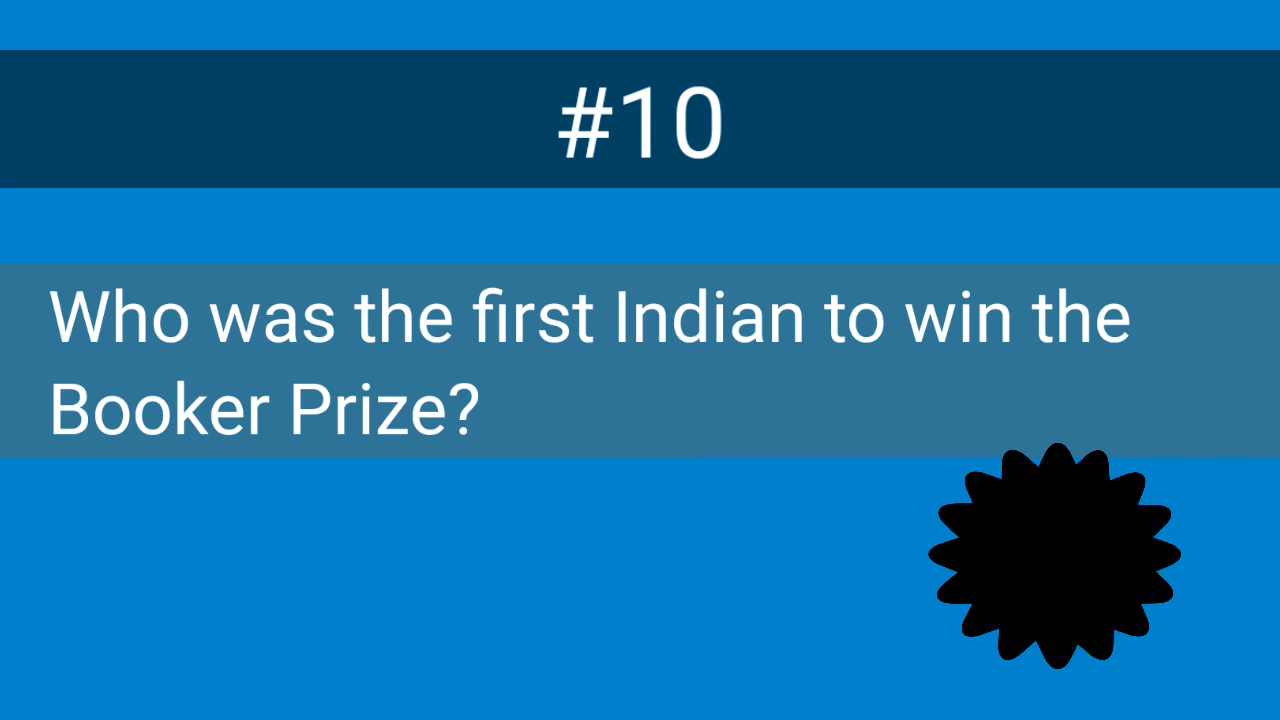 #10
Who was the first Indian to win the
Booker Prize?